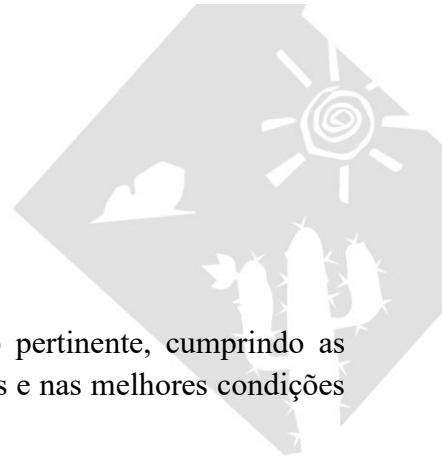 pertinente, cumprindo as
e nas melhores condições